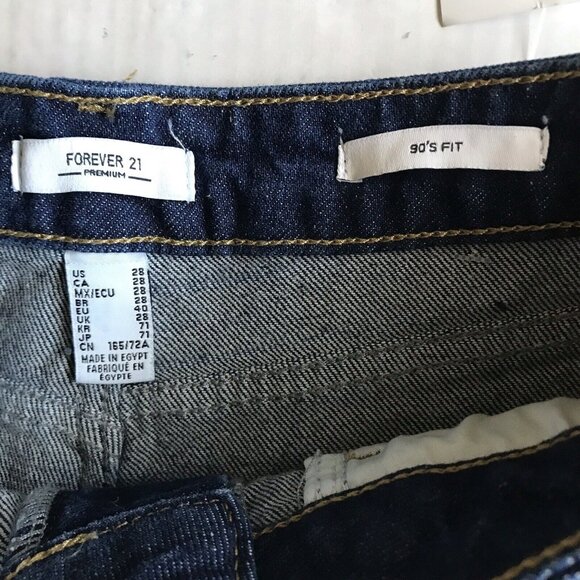 FOREVER 21
PREMIUM
90'S FIT
US 28
CA 28
MX/ECU 28
BR 28
EU 40
UK 28
KR 71
JP 71
CN 165/72A
MADE IN EGYPT
FABRIQUÉ EN
ÉGYPTE